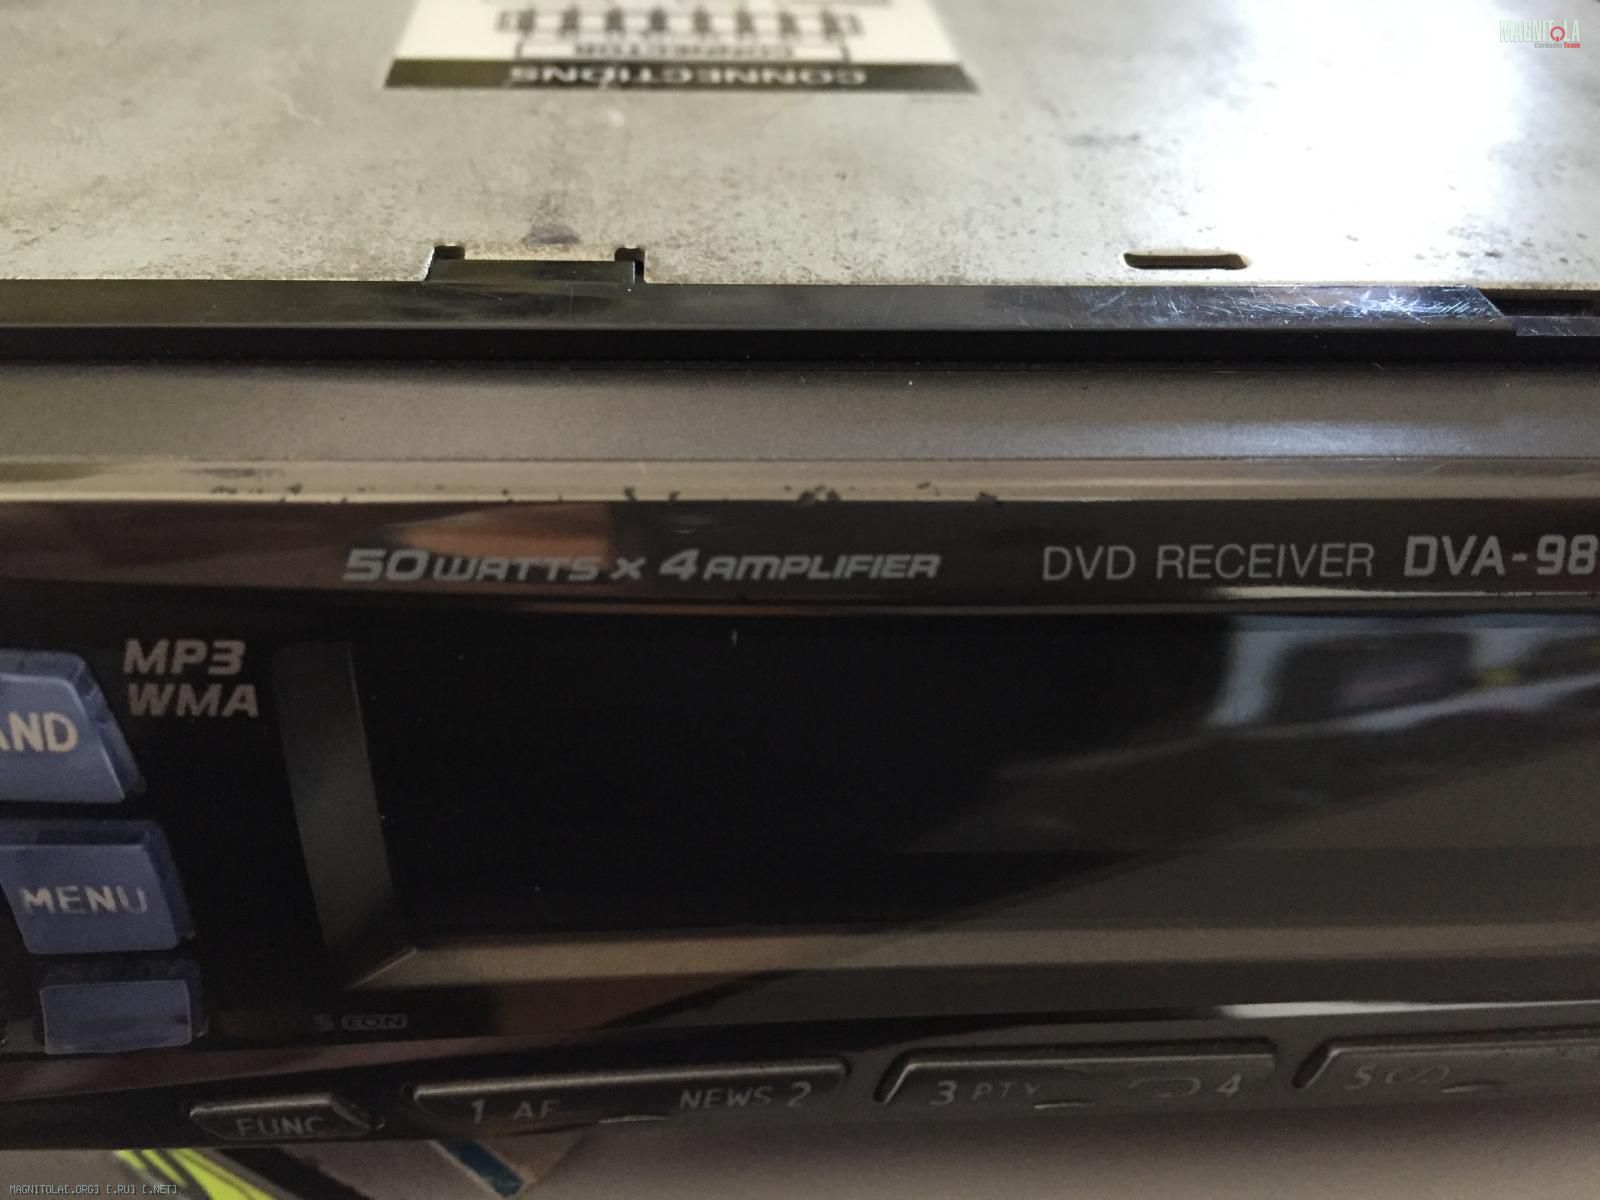 MAGNITOLA
CarAudio Team
CONNECTOR
CONNECTIONS
50 WATTS x 4 AMPLIFIER
DVD RECEIVER DVA-98
MP3
WMA
AND
MENU
S EON
FUNC
1 AF NEWS 2
3 PTY 4
5
MAGNITOLA[.ORG] [.RU] [.NET]